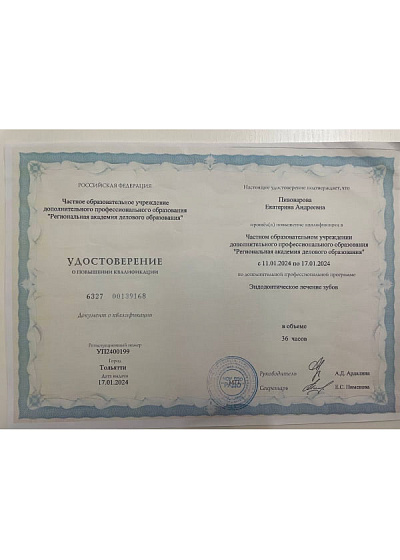 РОССИЙСКАЯ ФЕДЕРАЦИЯ
Частное образовательное учреждение
дополнительного профессионального образования
"Региональная академия делового образования"
УДОСТОВЕРЕНИЕ
О ПОВЫШЕНИИ КВАЛИФИКАЦИИ
6327 00139168
Документ о квалификации
Регистрационный номер
УП2400199
Город
Тольятти
Дата выдачи
17.01.2024
Настоящее удостоверение подтверждает, что
Пивоварова
Екатерина Андреевна
прошёл(а) повышение квалификации в
Частном образовательном учреждении
дополнительного профессионального образования
"Региональная академия делового образования"
с 11.01.2024 по 17.01.2024
по дополнительной профессиональной программе
Эндодонтическое лечение зубов
в объеме
36 часов
Руководитель
А.Д.
Секретарь
Е.С.